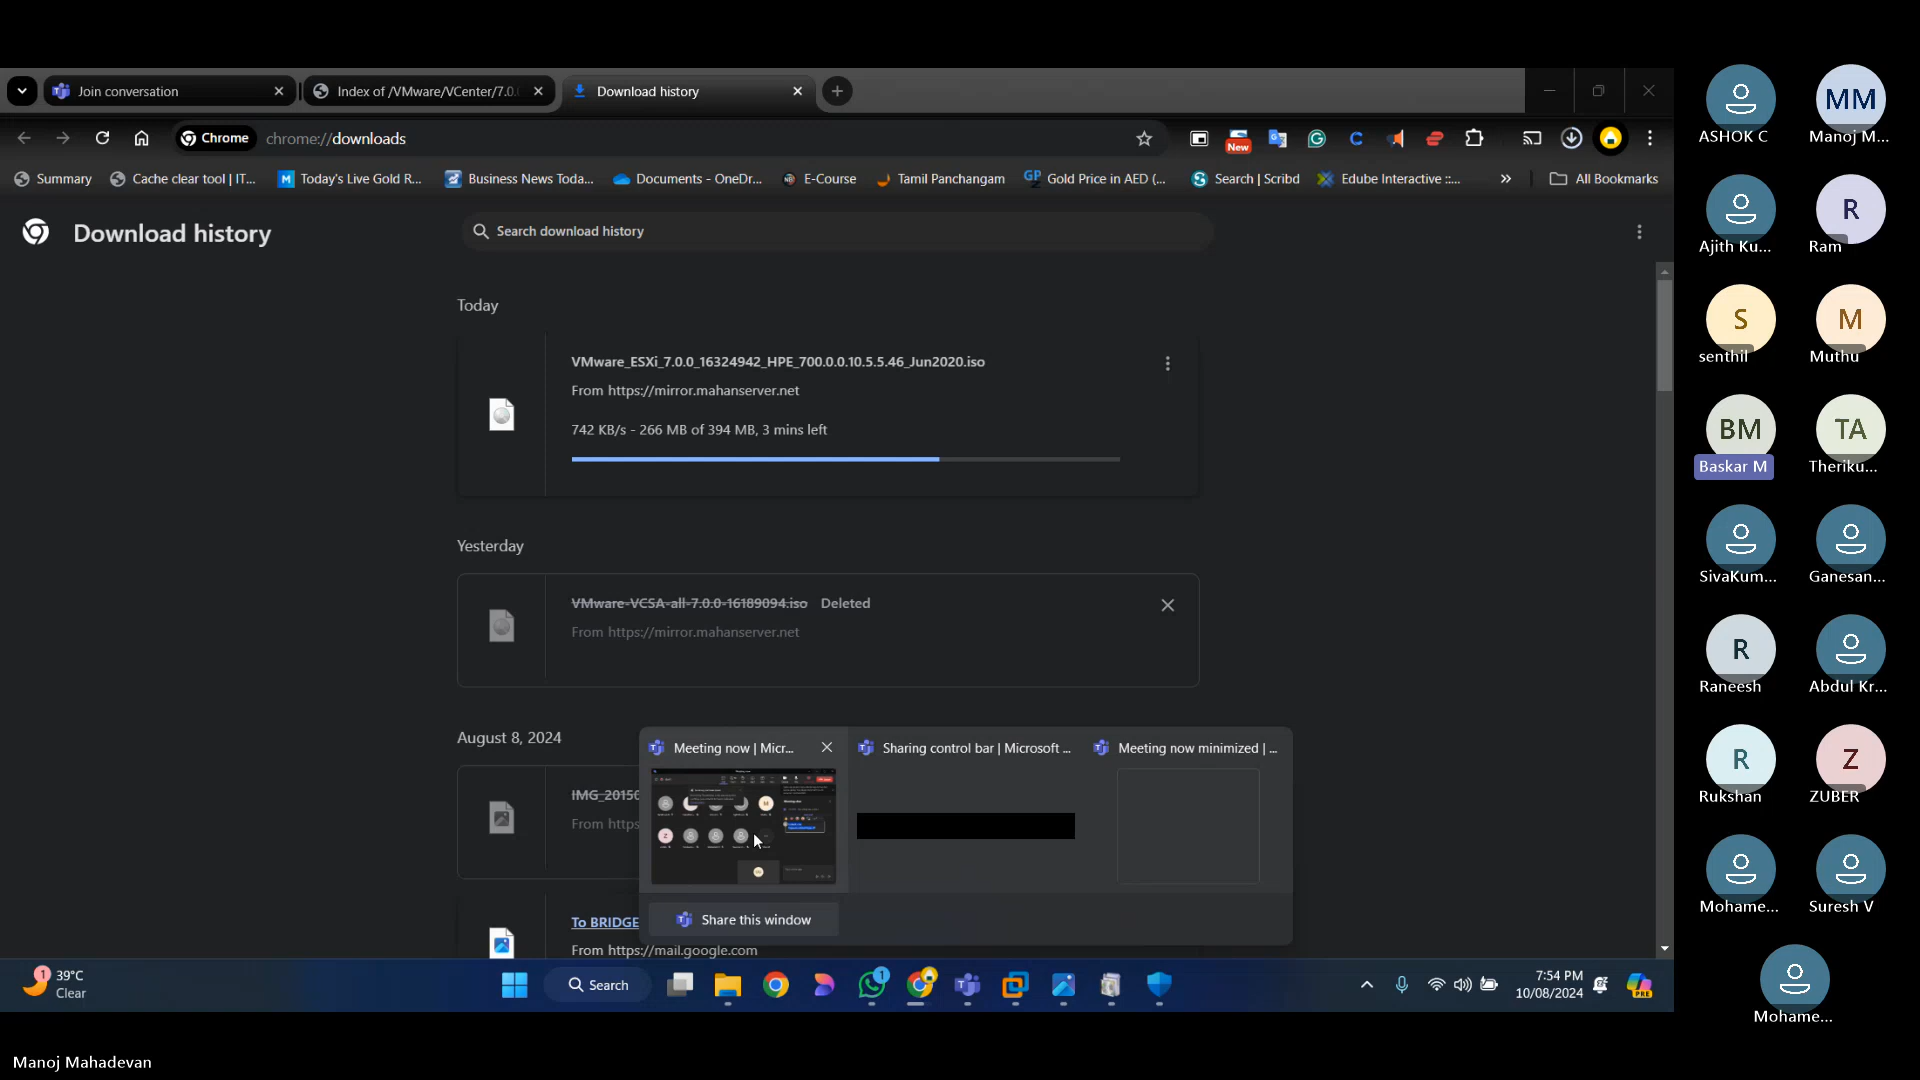 Join conversation
Index of /VMware/VCenter/7.0.
Download history
Chrome
chrome://downloads
New
Summary
Cache clear tool | IT...
Today's Live Gold R...
Business News Toda...
Documents - OneDr...
E-Course
Tamil Panchangam
GP
Gold Price in AED (...
Search | Scribd
Edube Interactive ::...
All Bookmarks
Download history
Search download history
Today
VMware_ESXi_7.0.0_16324942_HPE_700.0.0.10.5.5.46_Jun2020.iso
From https://mirror.mahanserver.net
742 KB/s - 266 MB of 394 MB, 3 mins left
Yesterday
VMware-VCSA-all-7.0.0-16189094.iso Deleted
From https://mirror.mahanserver.net
August 8, 2024
IMG_2015
From https
To BRIDGE
From https://mail.google.com
Meeting now | Micr...
Sharing control bar | Microsoft ...
Meeting now minimized | ...
Share this window
1
39°C
Clear
Search
1
7:54 PM
10/08/2024
PRE
ASHOK C
MM
Manoj M...
Ajith Ku...
R
Ram
S
senthil
M
Muthu
BM
Baskar M
TA
Theriku...
SivaKum...
Ganesan...
R
Raneesh
Abdul Kr...
R
Rukshan
Z
ZUBER
Mohame...
Suresh V
Mohame...
Manoj Mahadevan